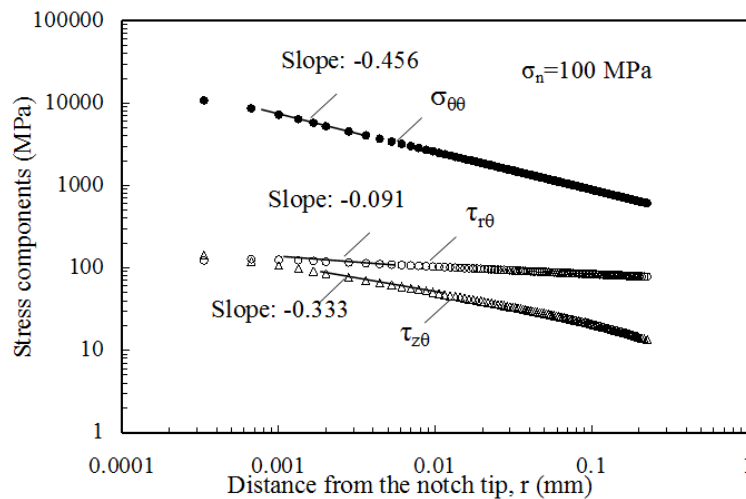 100000
Slope: -0.456
σn=100 MPa
10000
σθθ
Stress components (MPa)
1000
Slope: -0.091
τrθ
100
Slope: -0.333
10
τzθ
1
0.0001 0.001 0.01 0.1 1
Distance from the notch tip, r (mm)